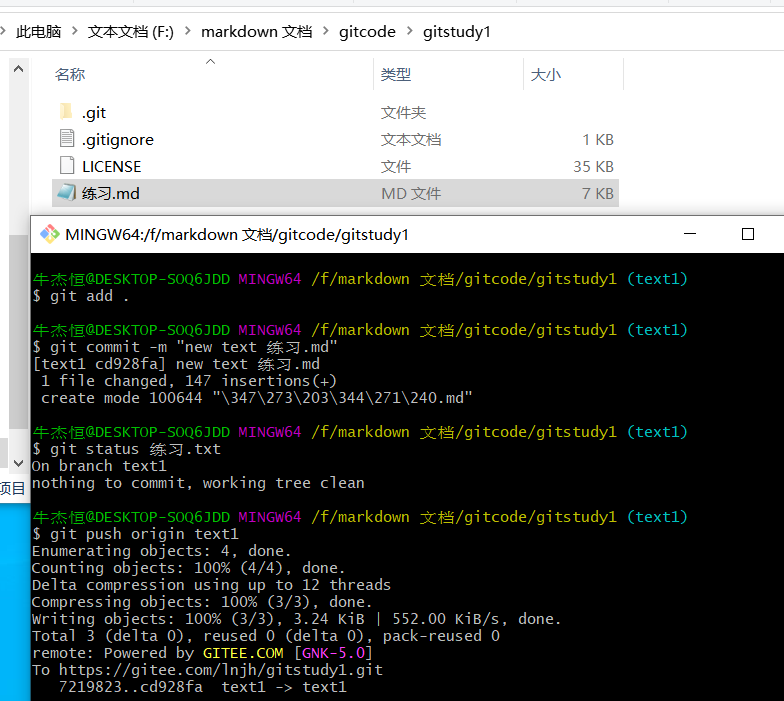 此电脑 > 文本文档 (F:) > markdown 文档 > gitcode > gitstudy1
名称 类型 大小
.git 文件夹
.gitignore 文本文档 1 KB
LICENSE 文件 35 KB
练习.md MD 文件 7 KB
项目
MINGW64:/f/markdown 文档/gitcode/gitstudy1
牛杰恒@DESKTOP-SOQ6JDD MINGW64 /f/markdown 文档/gitcode/gitstudy1 (text1)
$ git add .
牛杰恒@DESKTOP-SOQ6JDD MINGW64 /f/markdown 文档/gitcode/gitstudy1 (text1)
$ git commit -m "new text 练习.md"
[text1 cd928fa] new text 练习.md
1 file changed, 147 insertions(+)
create mode 100644 "\347\273\203\344\271\240.md"
牛杰恒@DESKTOP-SOQ6JDD MINGW64 /f/markdown 文档/gitcode/gitstudy1 (text1)
$ git status 练习.txt
On branch text1
nothing to commit, working tree clean
牛杰恒@DESKTOP-SOQ6JDD MINGW64 /f/markdown 文档/gitcode/gitstudy1 (text1)
$ git push origin text1
Enumerating objects: 4, done.
Counting objects: 100% (4/4), done.
Delta compression using up to 12 threads
Compressing objects: 100% (3/3), done.
Writing objects: 100% (3/3), 3.24 KiB | 552.00 KiB/s, done.
Total 3 (delta 0), reused 0 (delta 0), pack-reused 0
remote: Powered by GITEE.COM [GNK-5.0]
To https://gitee.com/lnjh/gitstudy1.git
7219823..cd928fa text1 -> text1